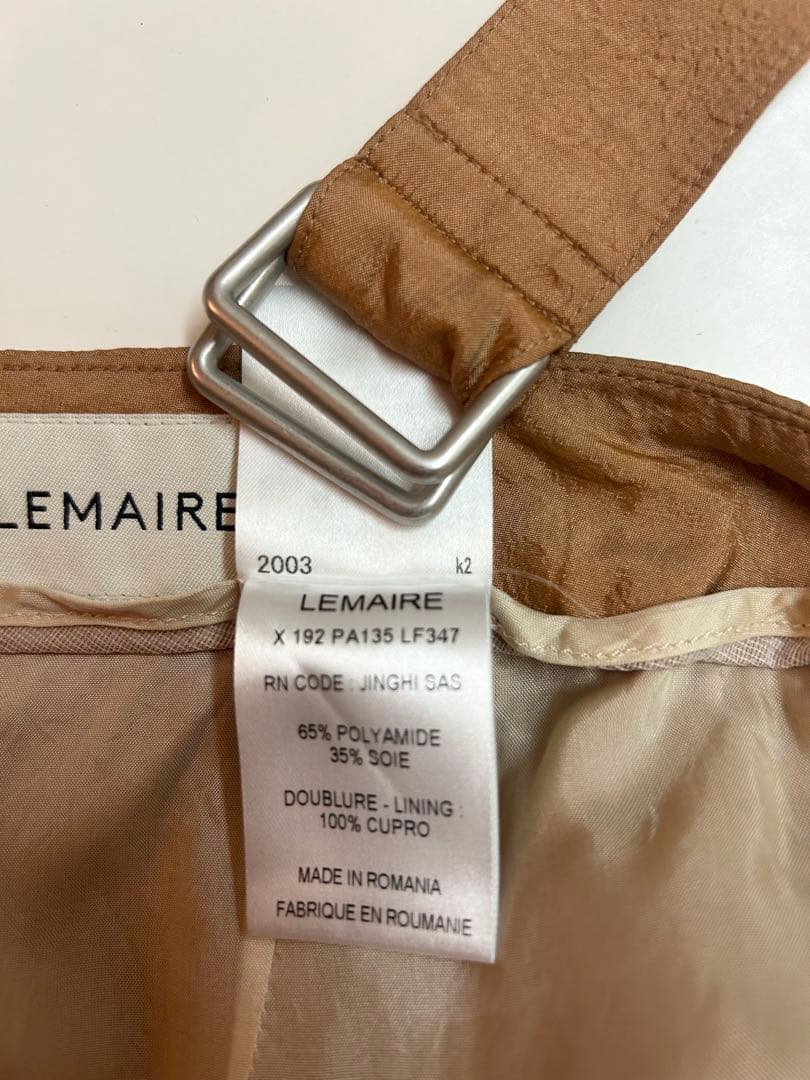 LEMAIRE
2003 k2
LEMAIRE
X 192 PA135 LF347
RN CODE : JINGHI SAS
65% POLYAMIDE
35% SOIE
DOUBLURE - LINING :
100% CUPRO
MADE IN ROMANIA
FABRIQUE EN ROUMANIE